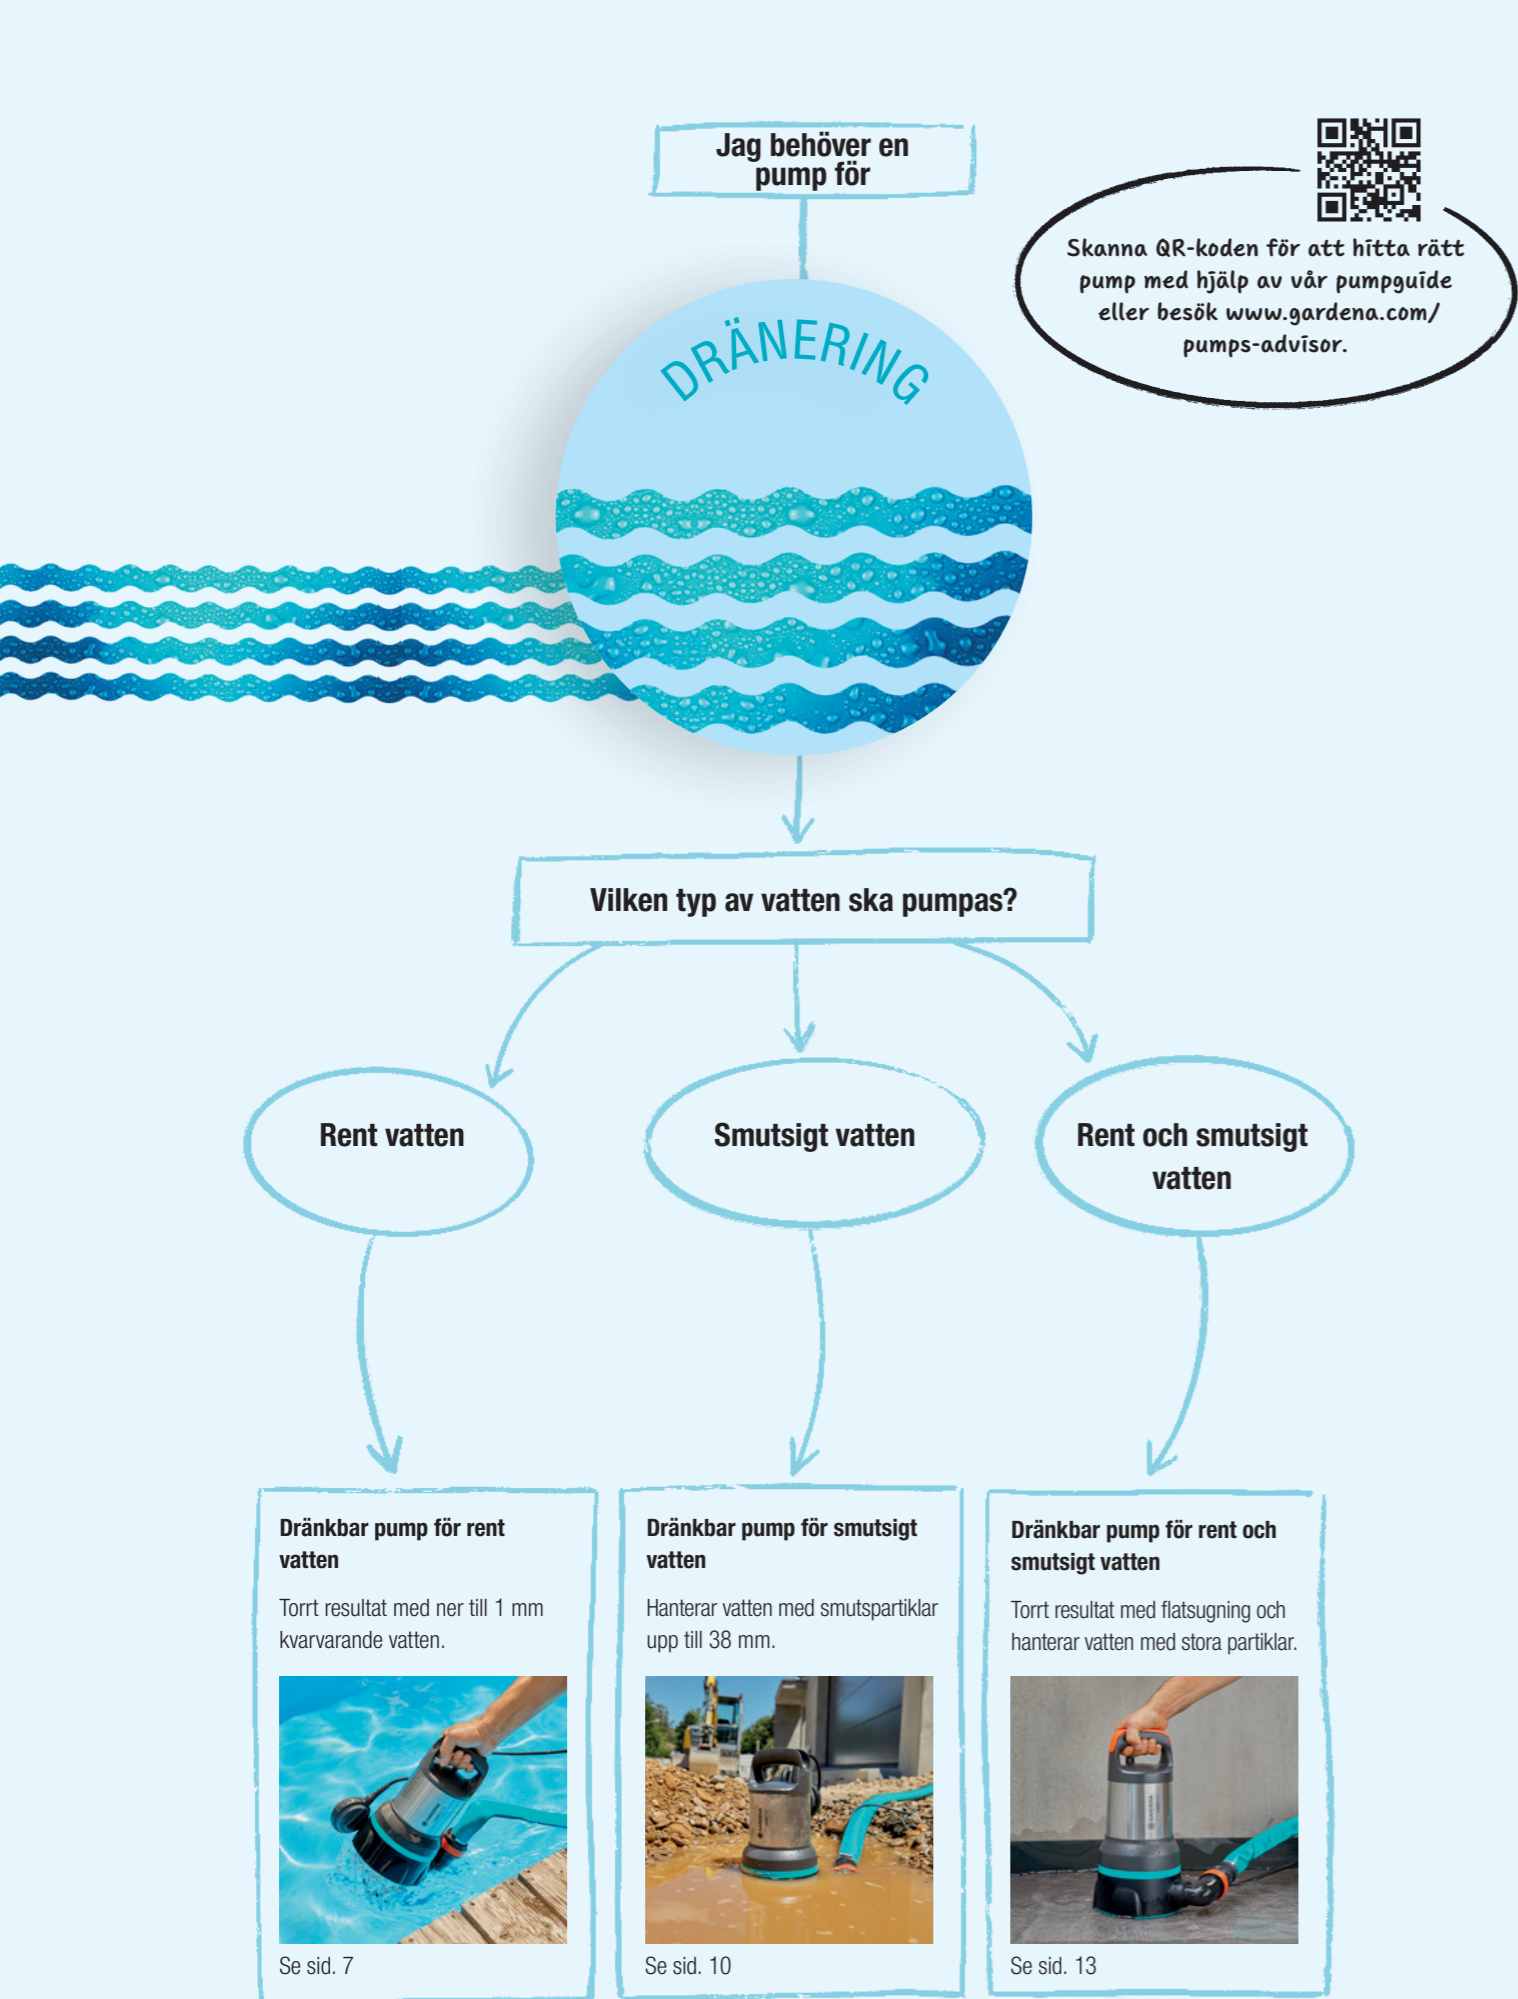 Jag behöver en
pump för
Skanna QR-koden för att hitta rätt
pump med hjälp av vår pumpguide
eller besök www.gardena.com/
pumps-advisor.
DRÄNERING
Vilken typ av vatten ska pumpas?
Rent vatten
Smutsigt vatten
Rent och smutsigt
vatten
Dränkbar pump för rent
vatten
Torrt resultat med ner till 1 mm
kvarvarande vatten.
Se sid. 7
Dränkbar pump för smutsigt
vatten
Hanterar vatten med smutspartiklar
upp till 38 mm.
Se sid. 10
Dränkbar pump för rent och
smutsigt vatten
Torrt resultat med flatsugning och
hanterar vatten med stora partiklar.
GARDENA
Se sid. 13